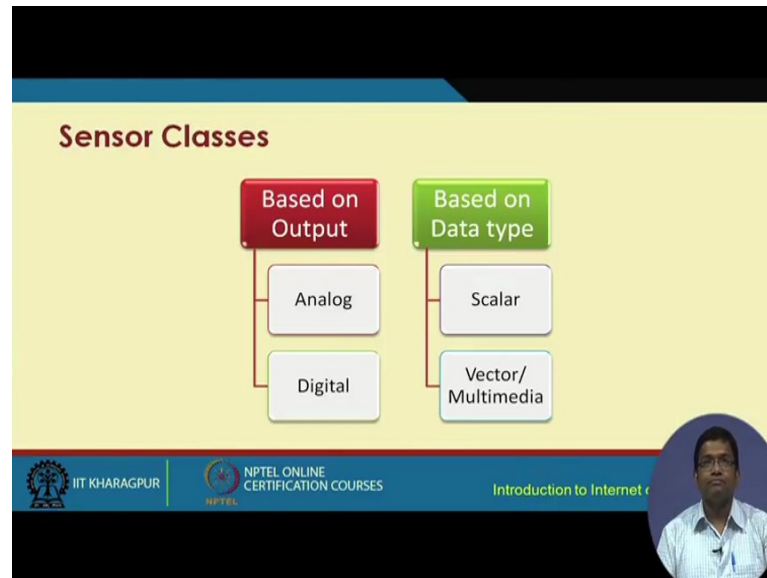 Sensor Classes
Based on
Output
Analog
Digital
Based on
Data type
Scalar
Vector/
Multimedia
IIT KHARAGPUR
NPTEL
NPTEL ONLINE
CERTIFICATION COURSES
Introduction to Internet